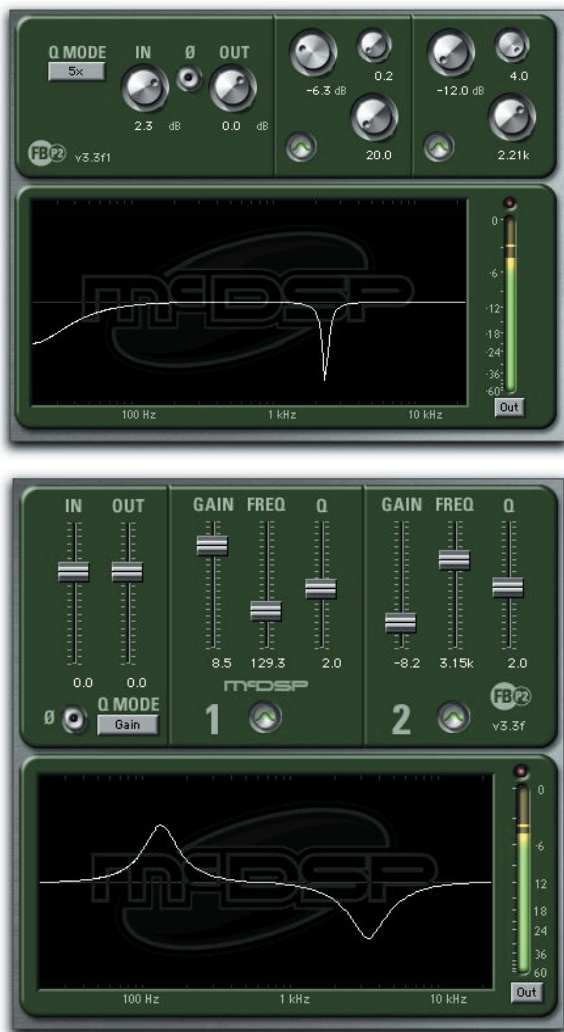 Q MODE IN Ø OUT
5x
2.3 dB 0.0 dB
FB P2 v3.3f1
-6.3 dB 0.2
20.0
-12.0 dB 4.0
2.21k
McDSP
100 Hz 1 kHz 10 kHz
0
-6
-12
-18
-24
-36
-60
Out
IN OUT
0.0 0.0
Ø Q MODE
Gain
GAIN FREQ Q
8.5 129.3 2.0
McDSP
1
GAIN FREQ Q
-8.2 3.15k 2.0
2
FB P2
v3.3f
McDSP
100 Hz 1 kHz 10 kHz
0
-6
12
18
24
36
60
Out